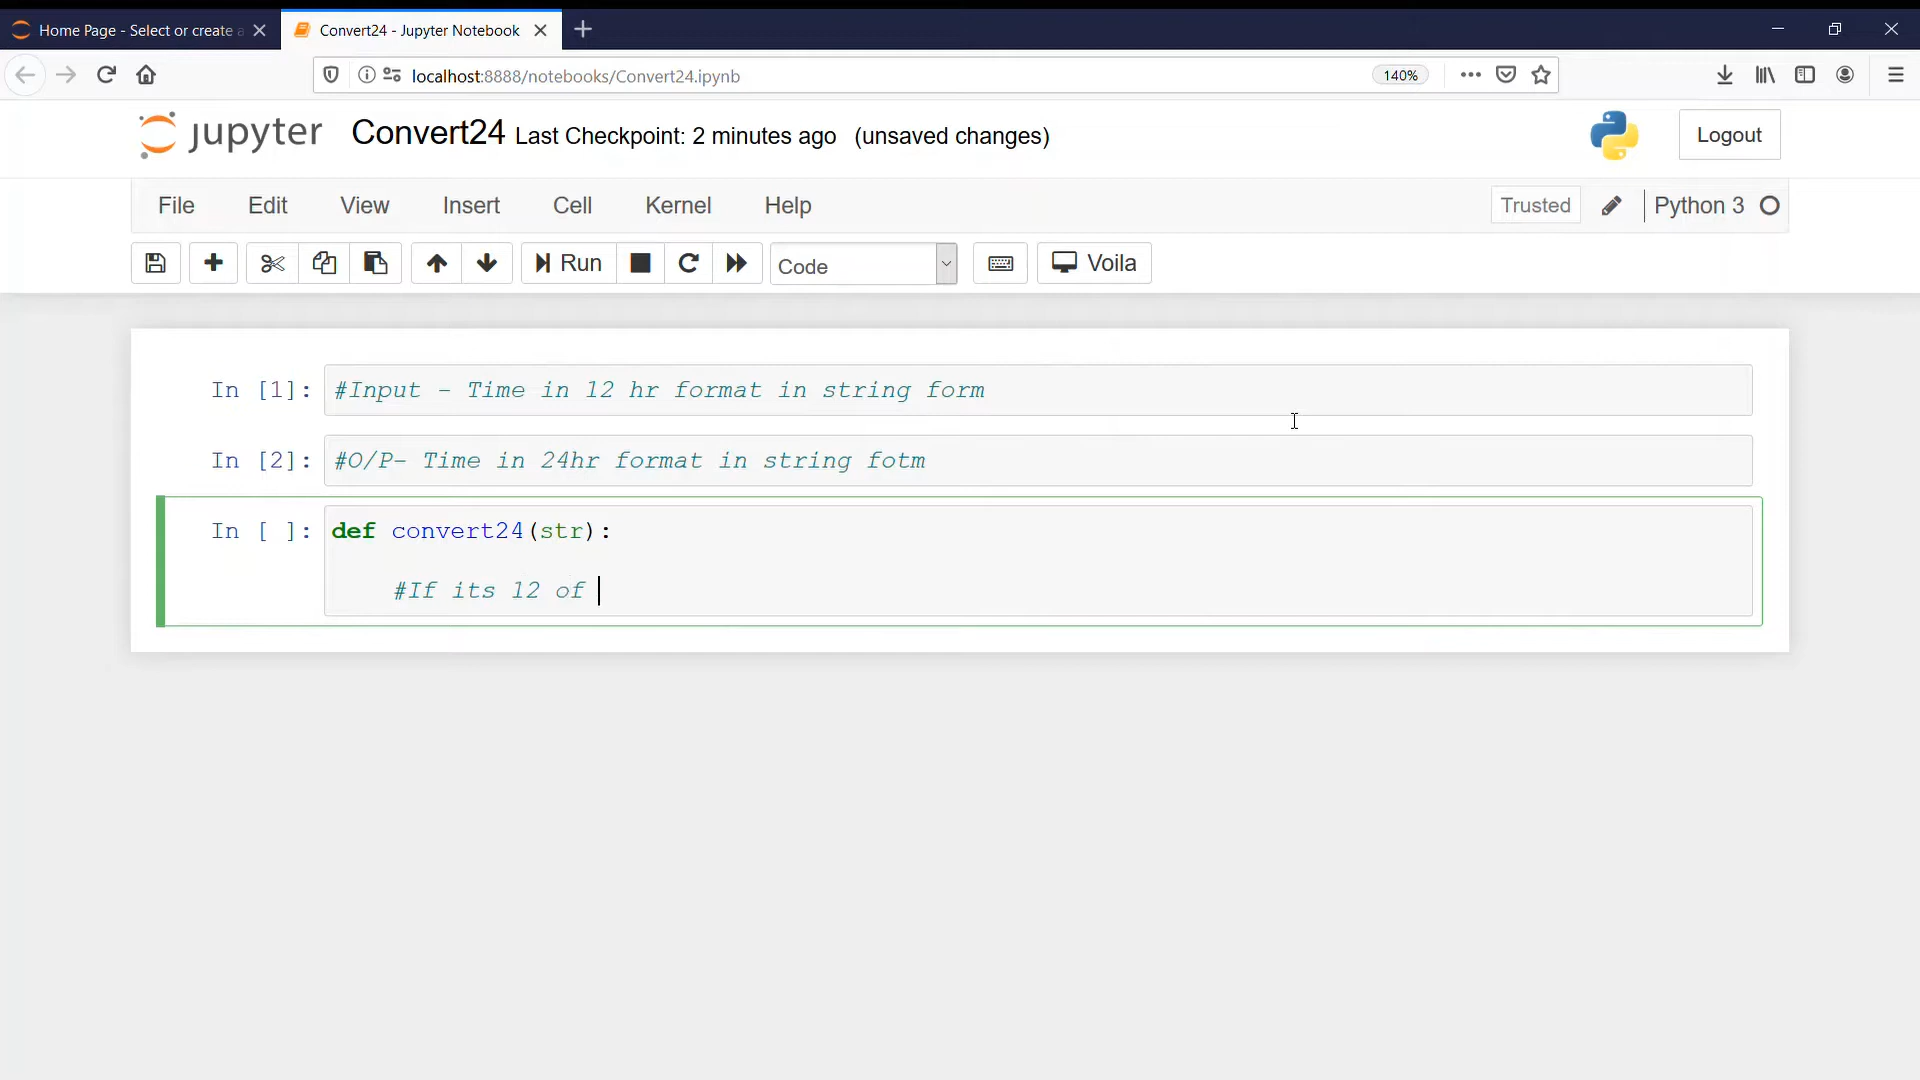 Home Page - Select or create a
Convert24 - Jupyter Notebook
localhost:8888/notebooks/Convert24.ipynb
140%
jupyter Convert24 Last Checkpoint: 2 minutes ago (unsaved changes)
Logout
File Edit View Insert Cell Kernel Help
Trusted
Python 3
Run
Code
Voila
In [1]: #Input - Time in 12 hr format in string form
In [2]: #O/P- Time in 24hr format in string fotm
In [ ]: def convert24(str):
#If its 12 of